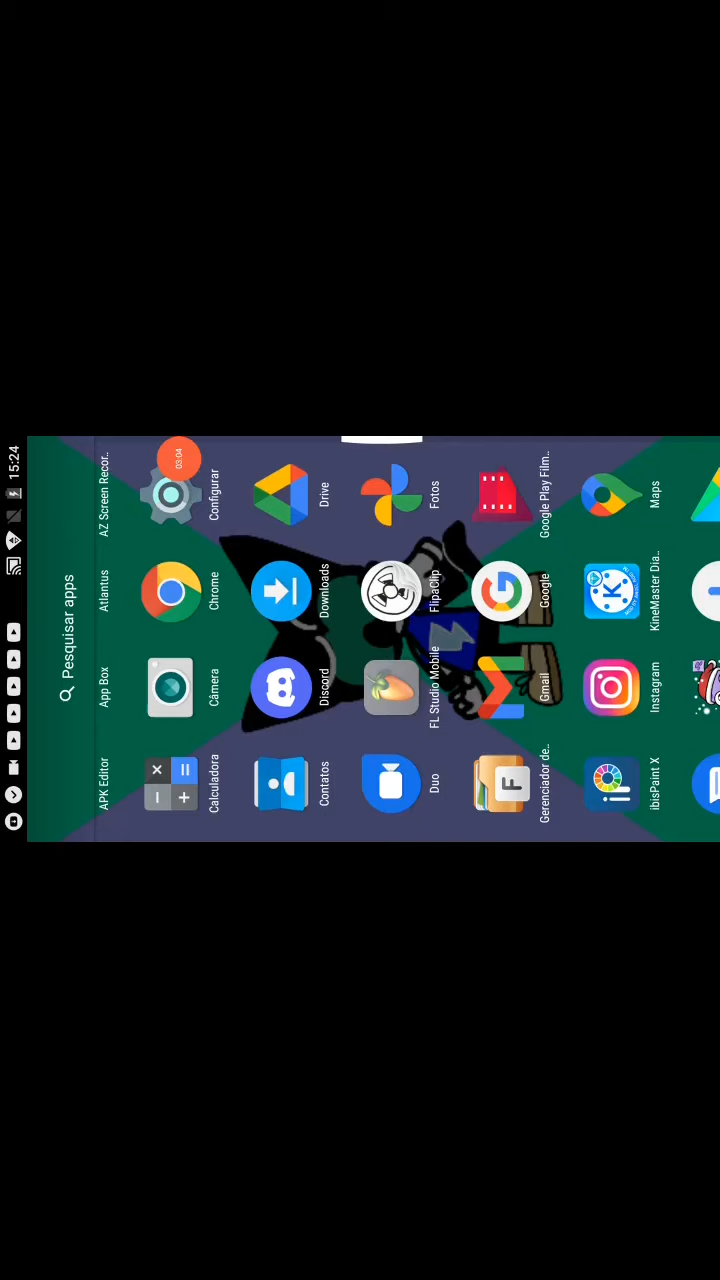 15:24
Pesquisar apps
APK Editor
App Box
Atlantus
AZ Screen Recor..
03:04
Calculadora
Câmera
Chrome
Configurar
Contatos
Discord
Downloads
Drive
Duo
FL Studio Mobile
FlipaClip
Fotos
Gerenciador de..
Gmail
Google
Google Play Film..
ibisPaint X
Instagram
KineMaster Dia..
Maps